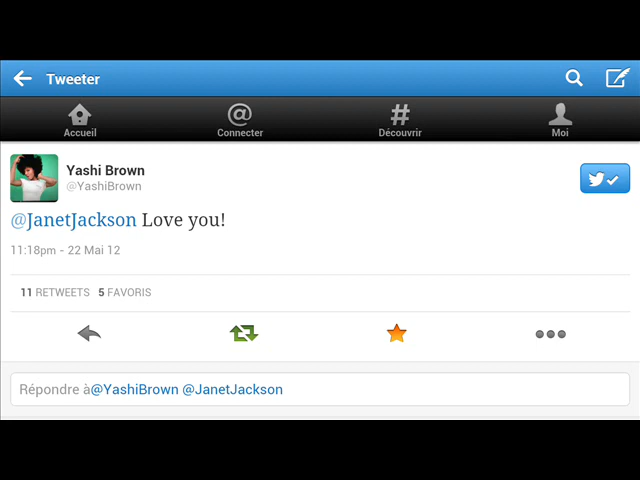 Tweeter
Accueil
Connecter
Découvrir
Moi
Yashi Brown
@YashiBrown
@JanetJackson Love you!
11:18pm - 22 Mai 12
11 RETWEETS 5 FAVORIS
Répondre à@YashiBrown @JanetJackson